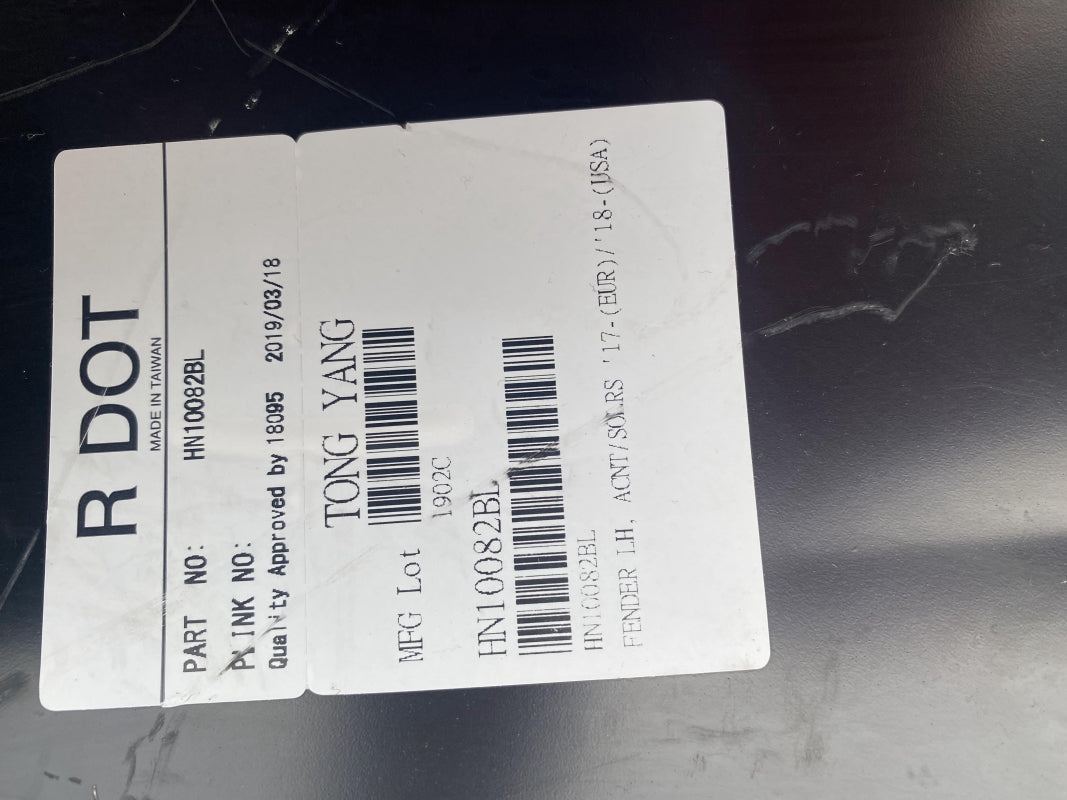 R DOT
MADE IN TAIWAN
PART NO: HN10082BL
PLINK NO:
Quality Approved by 18095 2019/03/18
TONG YANG
MFG Lot
1902C
HN10082BL
HN10082BL
FENDER LH, ACNT/SOLRS '17-(EUR)/'18-(USA)